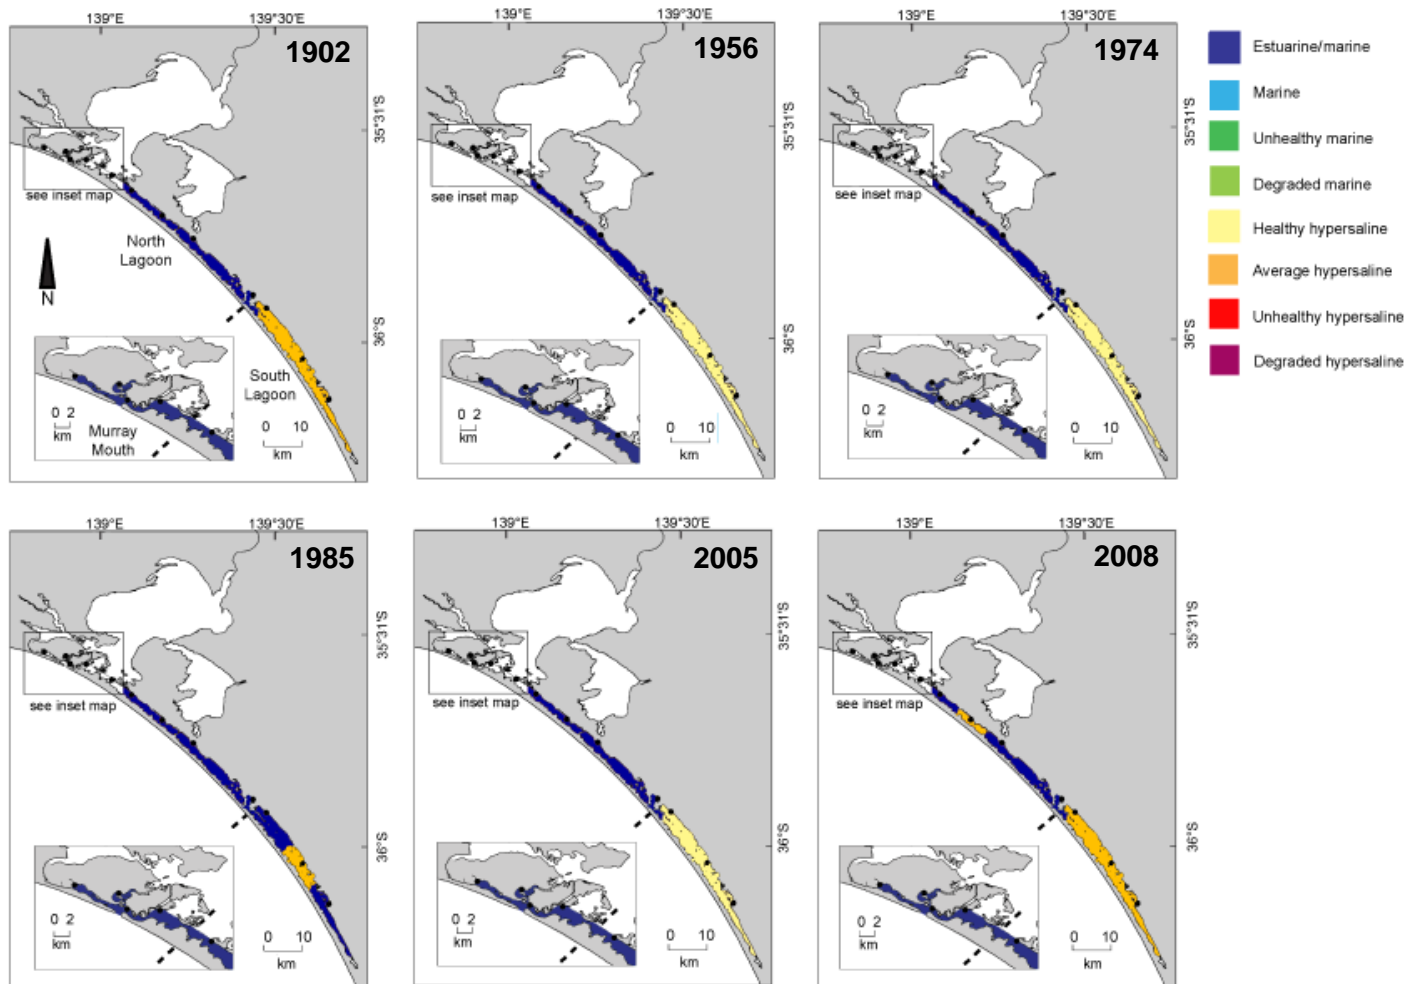 139°E
139°30'E
1902
35°31'S
see inset map
North
Lagoon
N
36°S
South
Lagoon
0 2
km
Murray
Mouth
0 10
km
139°E
139°30'E
1956
35°31'S
see inset map
36°S
0 2
km
0 10
km
139°E
139°30'E
1974
35°31'S
see inset map
36°S
0 2
km
0 10
km
Estuarine/marine
Marine
Unhealthy marine
Degraded marine
Healthy hypersaline
Average hypersaline
Unhealthy hypersaline
Degraded hypersaline
139°E
139°30'E
1985
35°31'S
see inset map
36°S
0 2
km
0 10
km
139°E
139°30'E
2005
35°31'S
see inset map
36°S
0 2
km
0 10
km
139°E
139°30'E
2008
35°31'S
see inset map
36°S
0 2
km
0 10
km